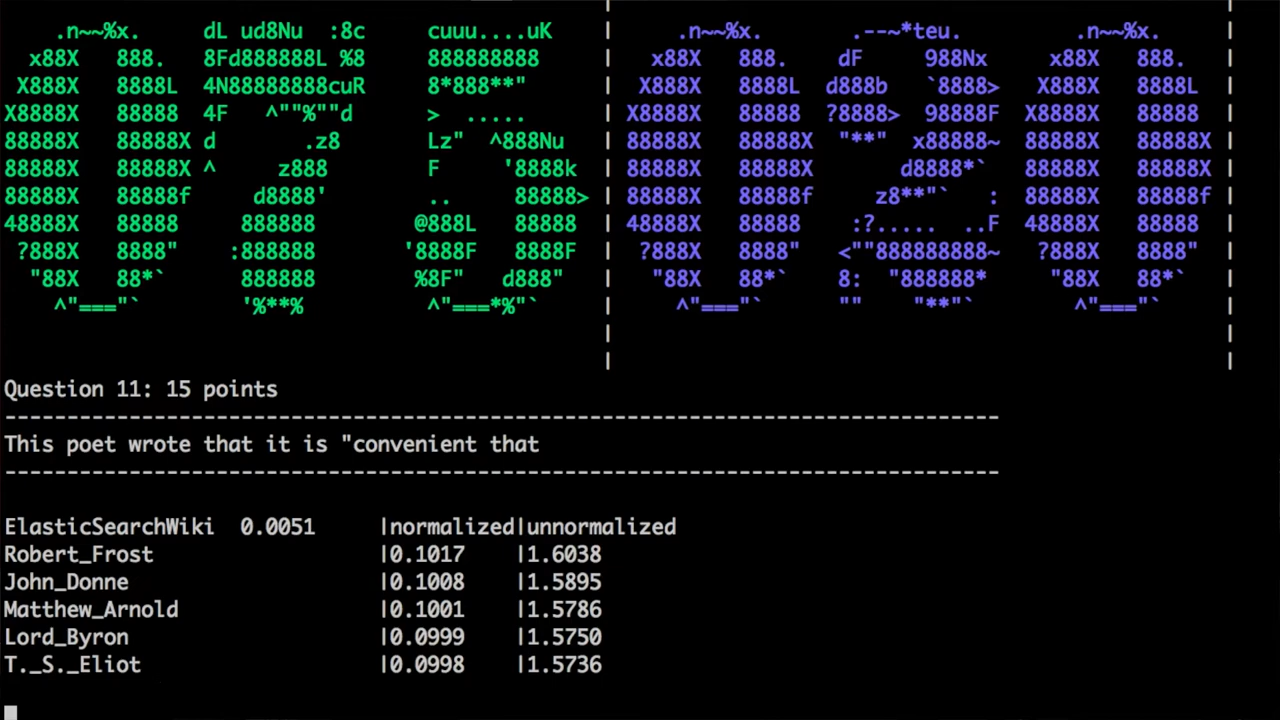 075 | 020 |
Question 11: 15 points
--------------------------------------------------------------------------------
This poet wrote that it is "convenient that
--------------------------------------------------------------------------------
ElasticSearchWiki 0.0051 |normalized|unnormalized
Robert_Frost |0.1017 |1.6038
John_Donne |0.1008 |1.5895
Matthew_Arnold |0.1001 |1.5786
Lord_Byron |0.0999 |1.5750
T._S._Eliot |0.0998 |1.5736